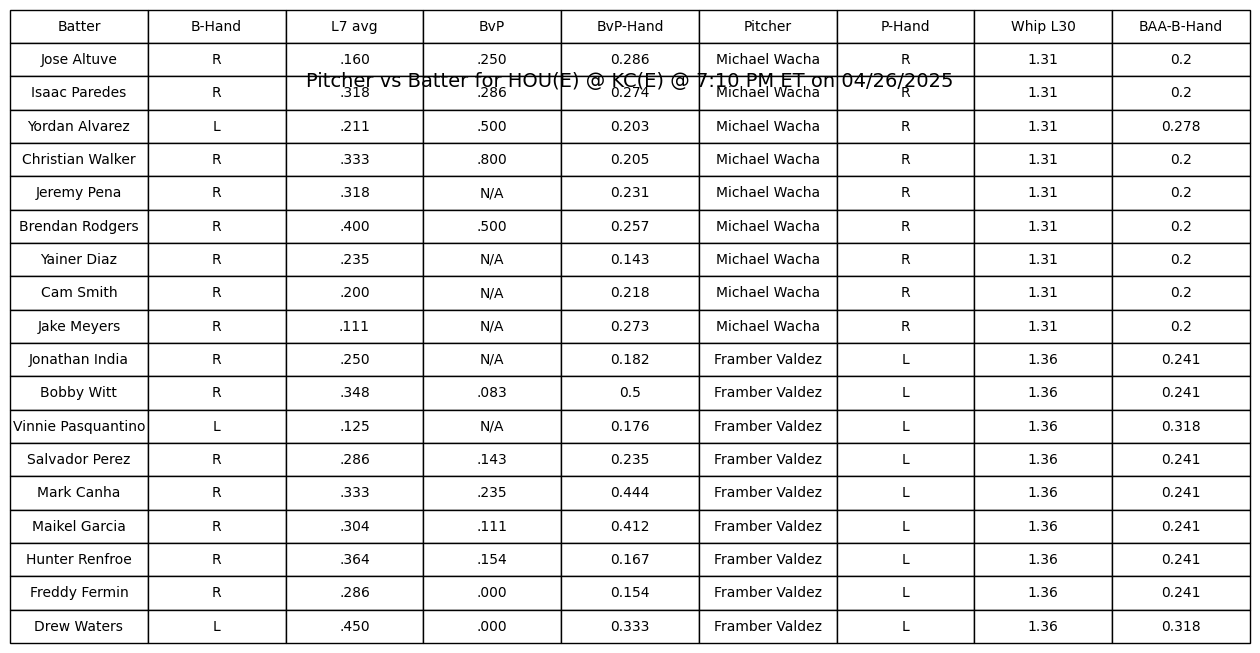 Batter B-Hand L7 avg BvP BvP-Hand Pitcher P-Hand Whip L30 BAA-B-Hand
Jose Altuve R .160 .250 0.286 Michael Wacha R 1.31 0.2
Pitcher vs Batter for HOU(E) @ KC(E) @ 7:10 PM ET on 04/26/2025
Isaac Paredes R .318 .286 0.274 Michael Wacha R 1.31 0.2
Yordan Alvarez L .211 .500 0.203 Michael Wacha R 1.31 0.278
Christian Walker R .333 .800 0.205 Michael Wacha R 1.31 0.2
Jeremy Pena R .318 N/A 0.231 Michael Wacha R 1.31 0.2
Brendan Rodgers R .400 .500 0.257 Michael Wacha R 1.31 0.2
Yainer Diaz R .235 N/A 0.143 Michael Wacha R 1.31 0.2
Cam Smith R .200 N/A 0.218 Michael Wacha R 1.31 0.2
Jake Meyers R .111 N/A 0.273 Michael Wacha R 1.31 0.2
Jonathan India R .250 N/A 0.182 Framber Valdez L 1.36 0.241
Bobby Witt R .348 .083 0.5 Framber Valdez L 1.36 0.241
Vinnie Pasquantino L .125 N/A 0.176 Framber Valdez L 1.36 0.318
Salvador Perez R .286 .143 0.235 Framber Valdez L 1.36 0.241
Mark Canha R .333 .235 0.444 Framber Valdez L 1.36 0.241
Maikel Garcia R .304 .111 0.412 Framber Valdez L 1.36 0.241
Hunter Renfroe R .364 .154 0.167 Framber Valdez L 1.36 0.241
Freddy Fermin R .286 .000 0.154 Framber Valdez L 1.36 0.241
Drew Waters L .450 .000 0.333 Framber Valdez L 1.36 0.318